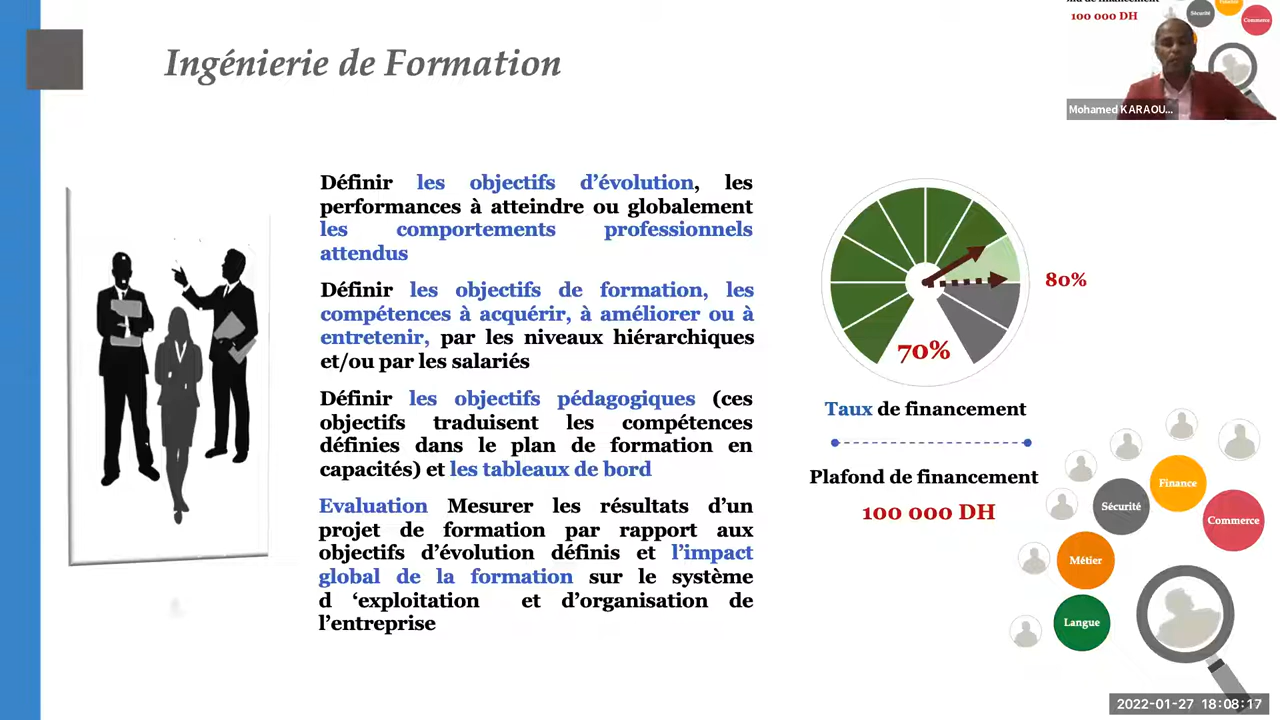 Ingénierie de Formation
100 000 DH
Sécurité
Commerce
Mohamed KARAOU...
Définir les objectifs d’évolution, les
performances à atteindre ou globalement
les comportements professionnels
attendus
Définir les objectifs de formation, les
compétences à acquérir, à améliorer ou à
entretenir, par les niveaux hiérarchiques
et/ou par les salariés
Définir les objectifs pédagogiques (ces
objectifs traduisent les compétences
définies dans le plan de formation en
capacités) et les tableaux de bord
Evaluation Mesurer les résultats d’un
projet de formation par rapport aux
objectifs d’évolution définis et l’impact
global de la formation sur le système
d ‘exploitation et d’organisation de
l’entreprise
80%
70%
Taux de financement
Plafond de financement
100 000 DH
Finance
Sécurité
Commerce
Métier
Langue
2022-01-27 18:08:17